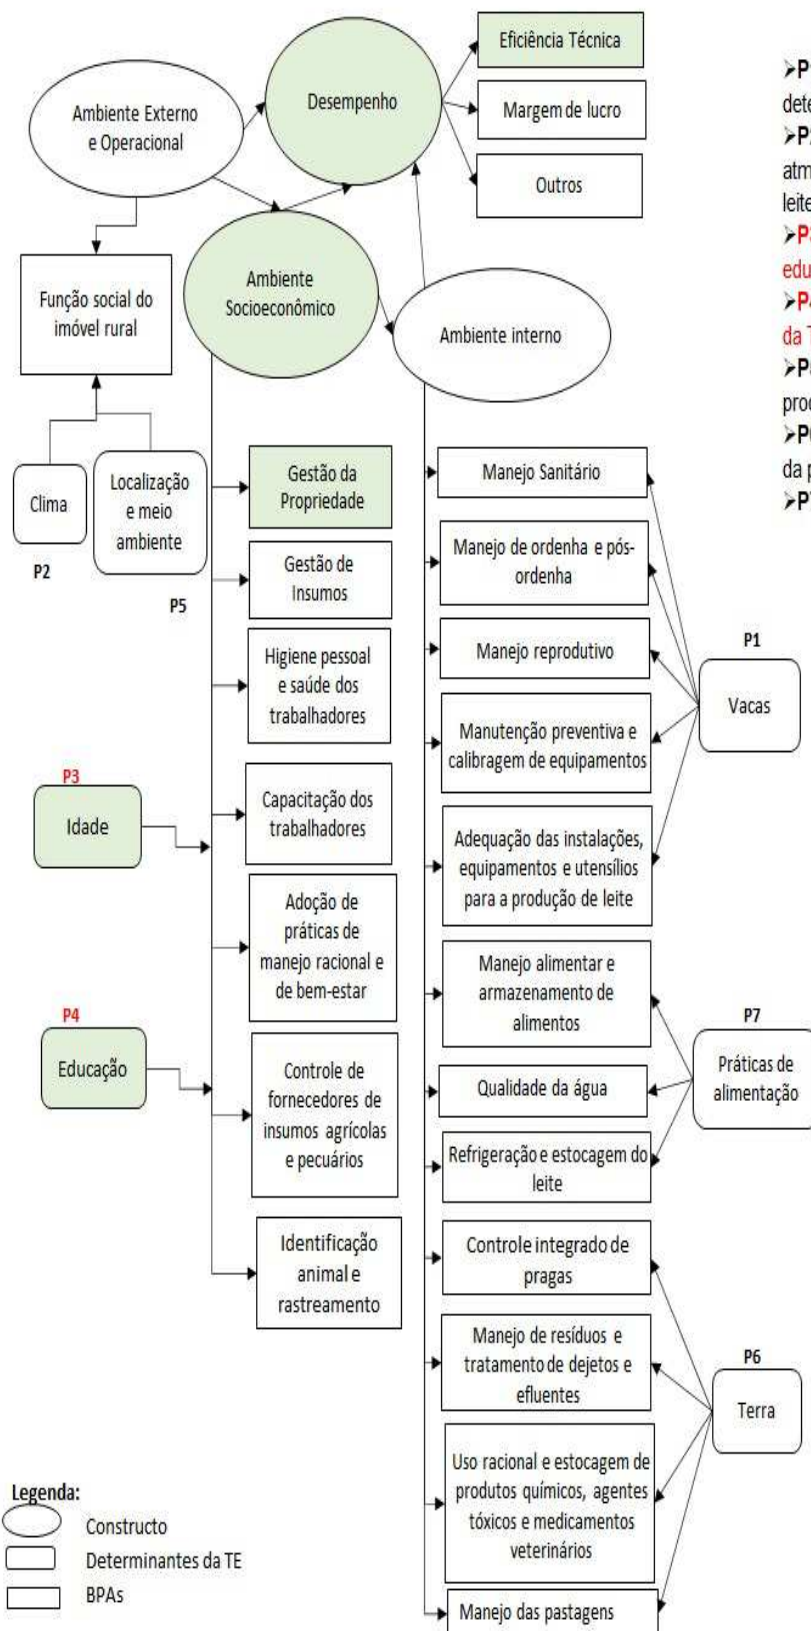 Eficiência Técnica
Desempenho
Margem de lucro
Outros
Ambiente Externo
e Operacional
Ambiente
Socioeconômico
Ambiente interno
Função social do
imóvel rural
Clima
P2
Localização
e meio
ambiente
P5
Gestão da
Propriedade
Gestão de
Insumos
Higiene pessoal
e saúde dos
trabalhadores
P3
Idade
Capacitação dos
trabalhadores
Adoção de
práticas de
manejo racional e
de bem-estar
P4
Educação
Controle de
fornecedores de
insumos agrícolas
e pecuários
Identificação
animal e
rastreamento
Manejo Sanitário
Manejo de ordenha e pós-
ordenha
Manejo reprodutivo
Manutenção preventiva e
calibragem de equipamentos
Adequação das instalações,
equipamentos e utensílios
para a produção de leite
P1
Vacas
Manejo alimentar e
armazenamento de
alimentos
Qualidade da água
Refrigeração e estocagem do
leite
P7
Práticas de
alimentação
Controle integrado de
pragas
Manejo de resíduos e
tratamento de dejetos e
efluentes
Uso racional e estocagem de
produtos químicos, agentes
tóxicos e medicamentos
veterinários
Manejo das pastagens
P6
Terra
Legenda:
Constructo
Determinantes da TE
BPAs
➢P
➢P
leite
➢P
➢P
da
➢P
➢P
da
➢P